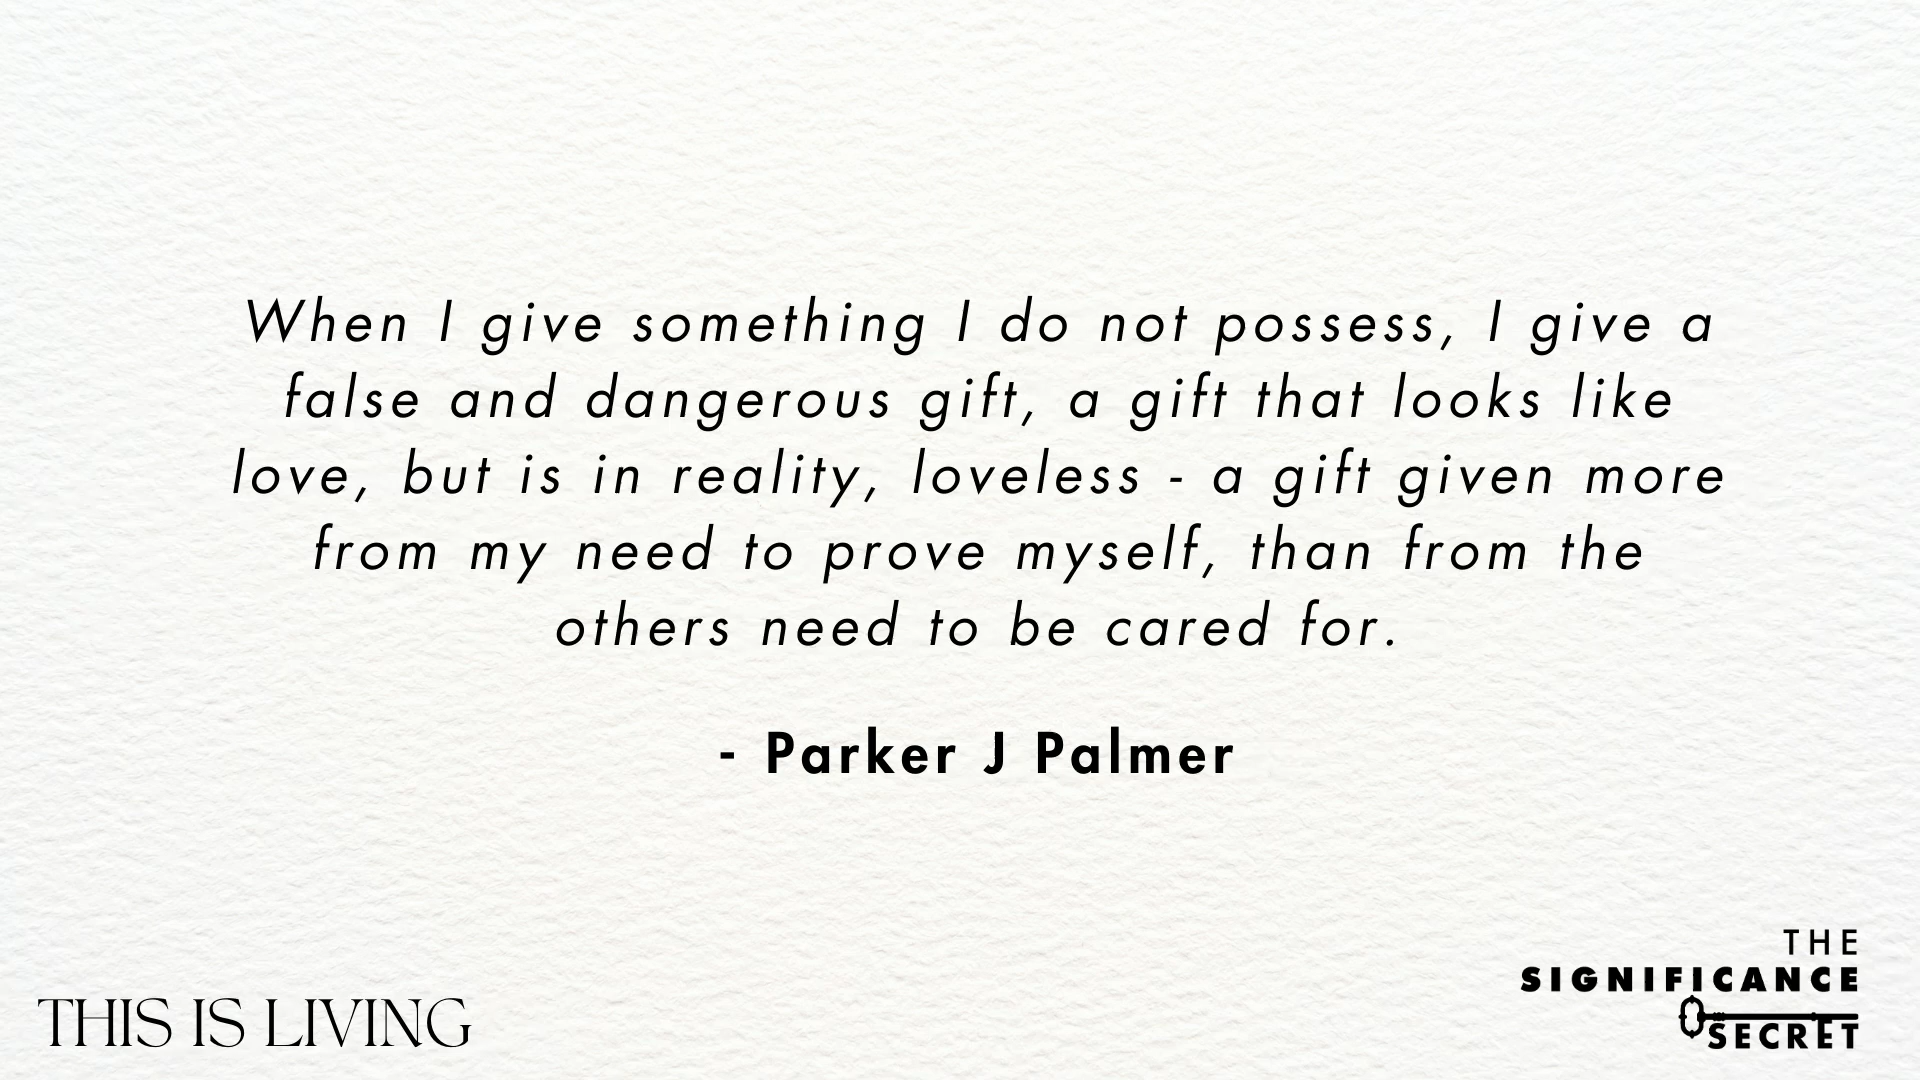 When I give something I do not possess, I give a
false and dangerous gift, a gift that looks like
love, but is in reality, loveless - a gift given more
from my need to prove myself, than from the
others need to be cared for.
- Parker J Palmer
THIS IS LIVING
THE
SIGNIFICANCE
SECRET